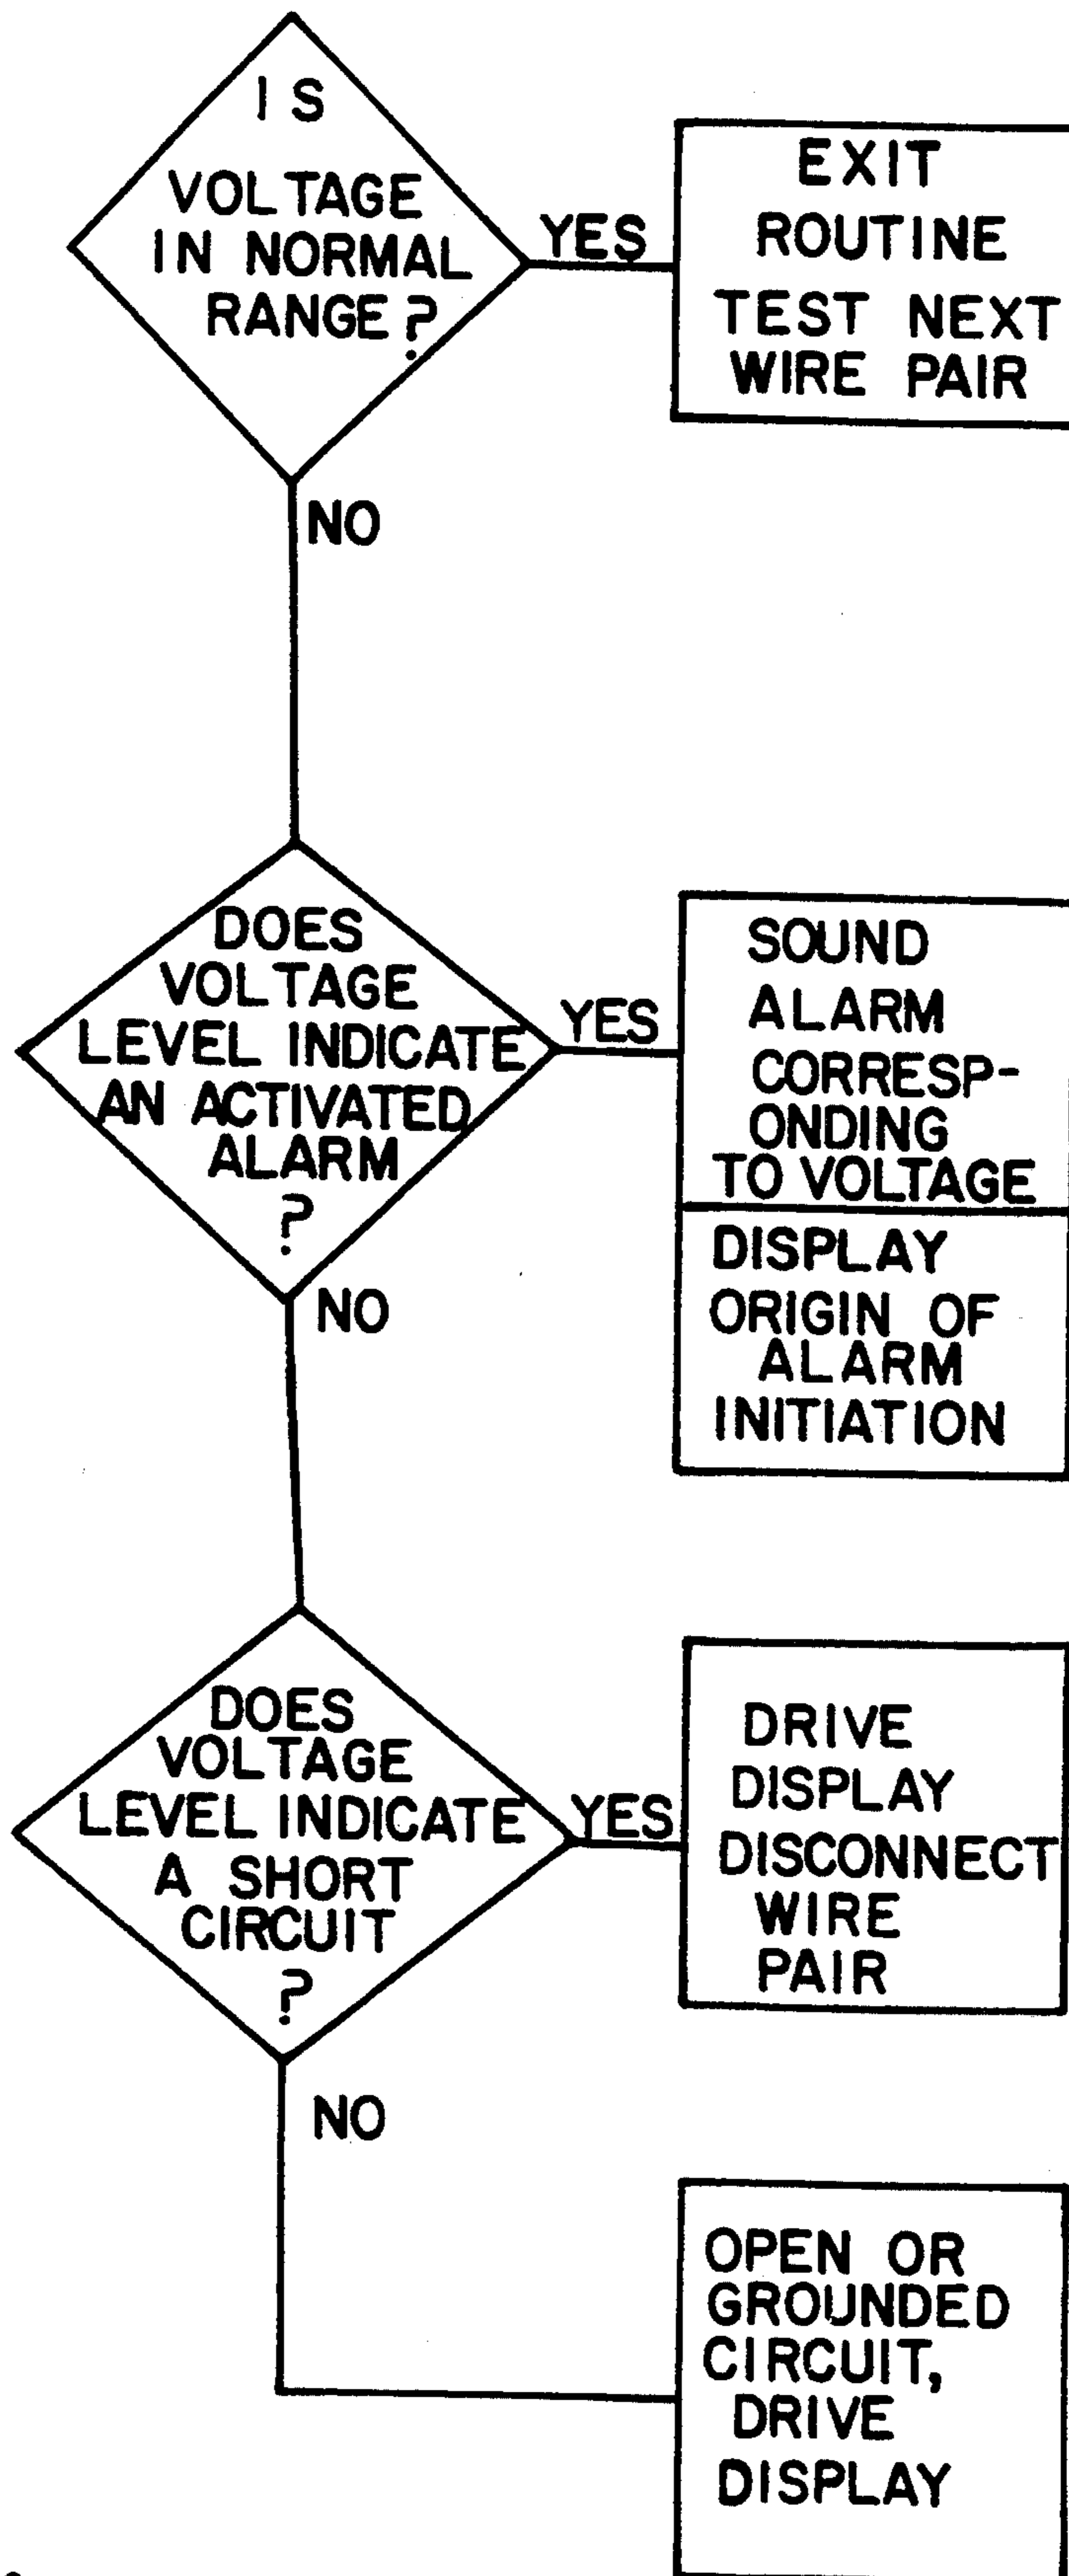 IS
VOLTAGE
IN NORMAL
RANGE?
YES
EXIT
ROUTINE
TEST NEXT
WIRE PAIR
NO
DOES
VOLTAGE
LEVEL INDICATE
AN ACTIVATED
ALARM
?
YES
SOUND
ALARM
CORRESP-
ONDING
TO VOLTAGE
DISPLAY
ORIGIN OF
ALARM
INITIATION
NO
DOES
VOLTAGE
LEVEL INDICATE
A SHORT
CIRCUIT
?
YES
DRIVE
DISPLAY
DISCONNECT
WIRE
PAIR
NO
OPEN OR
GROUNDED
CIRCUIT,
DRIVE
DISPLAY